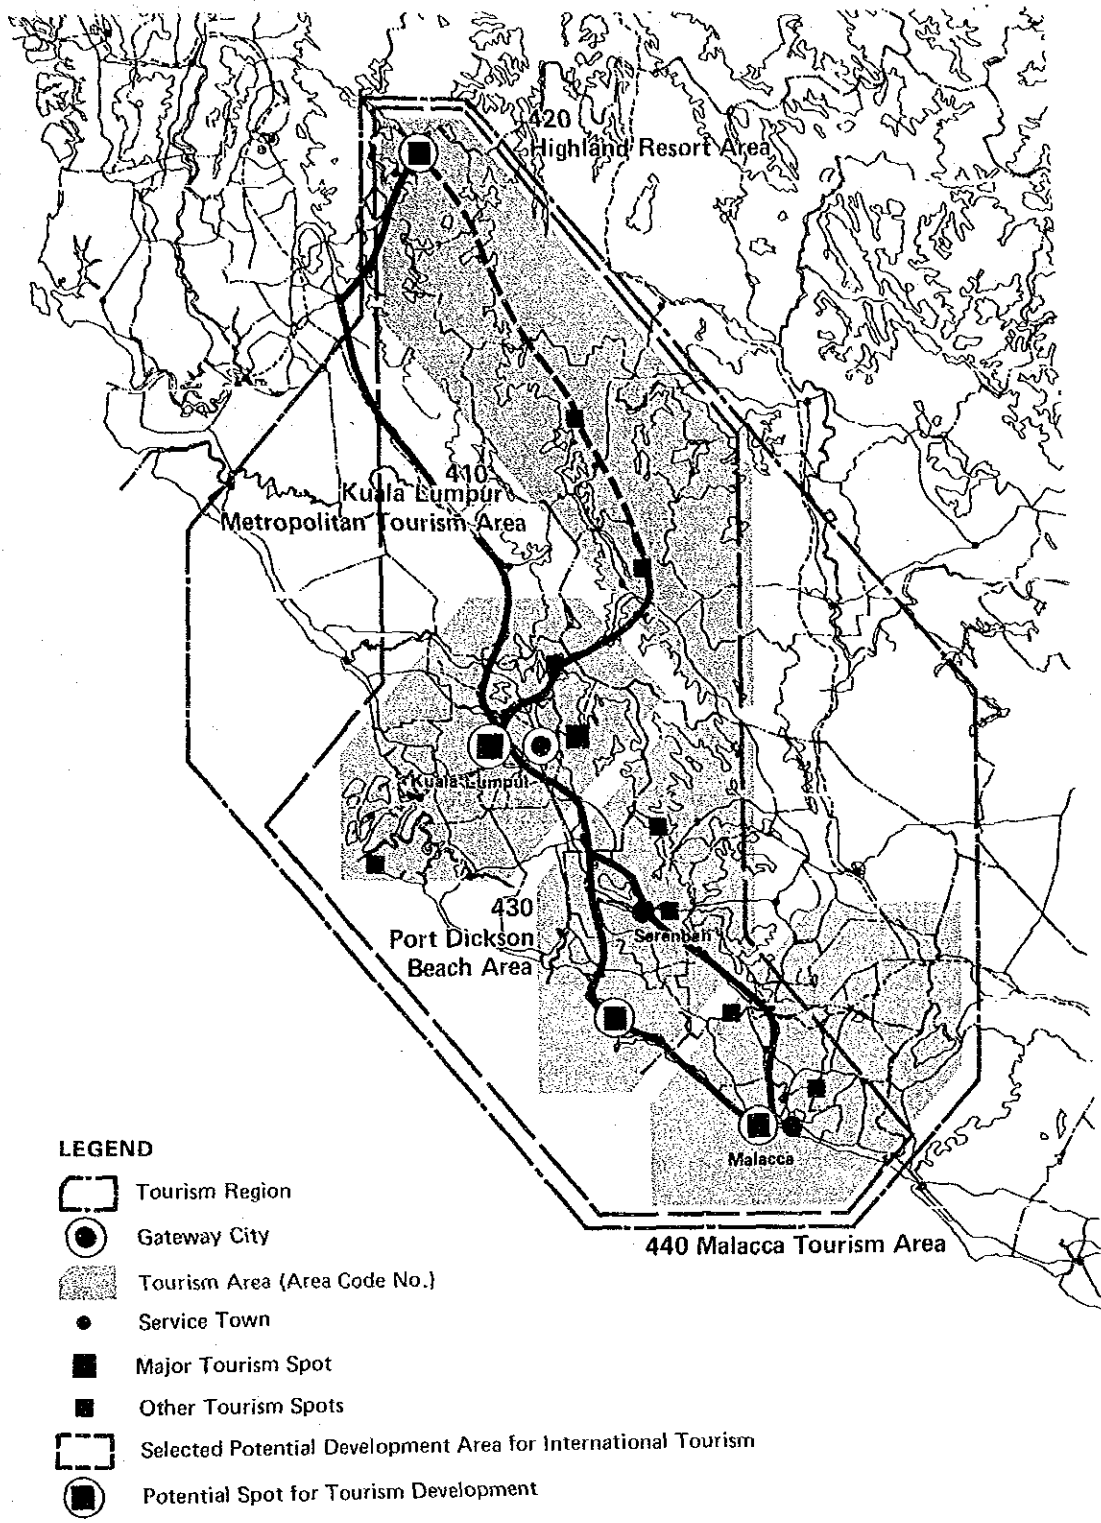 420
Highland Resort Area
410
Kuala Lumpur
Metropolitan Tourism Area
Kuala Lumpur
430
Port Dickson
Beach Area
Seremban
Malacca
440 Malacca Tourism Area
LEGEND
Tourism Region
Gateway City
Tourism Area (Area Code No.)
Service Town
Major Tourism Spot
Other Tourism Spots
Selected Potential Development Area for International Tourism
Potential Spot for Tourism Development